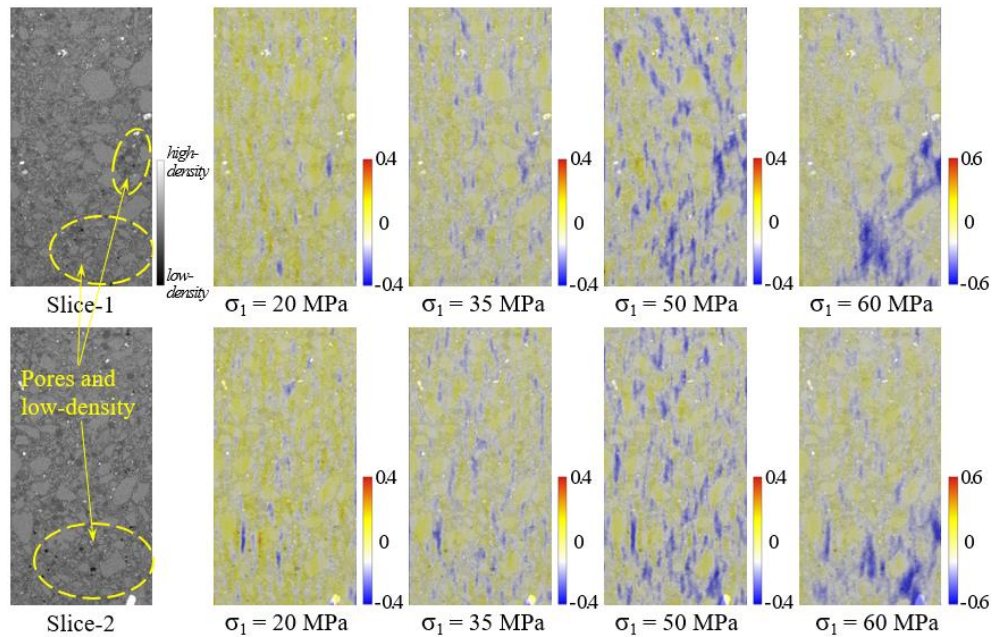 high-
density
low-
density
0.4
0
-0.4
0.4
0
-0.4
0.4
0
-0.4
0.6
0
-0.6
Slice-1
σ1 = 20 MPa
σ1 = 35 MPa
σ1 = 50 MPa
σ1 = 60 MPa
Pores and
low-density
0.4
0
-0.4
0.4
0
-0.4
0.4
0
-0.4
0.6
0
-0.6
Slice-2
σ1 = 20 MPa
σ1 = 35 MPa
σ1 = 50 MPa
σ1 = 60 MPa